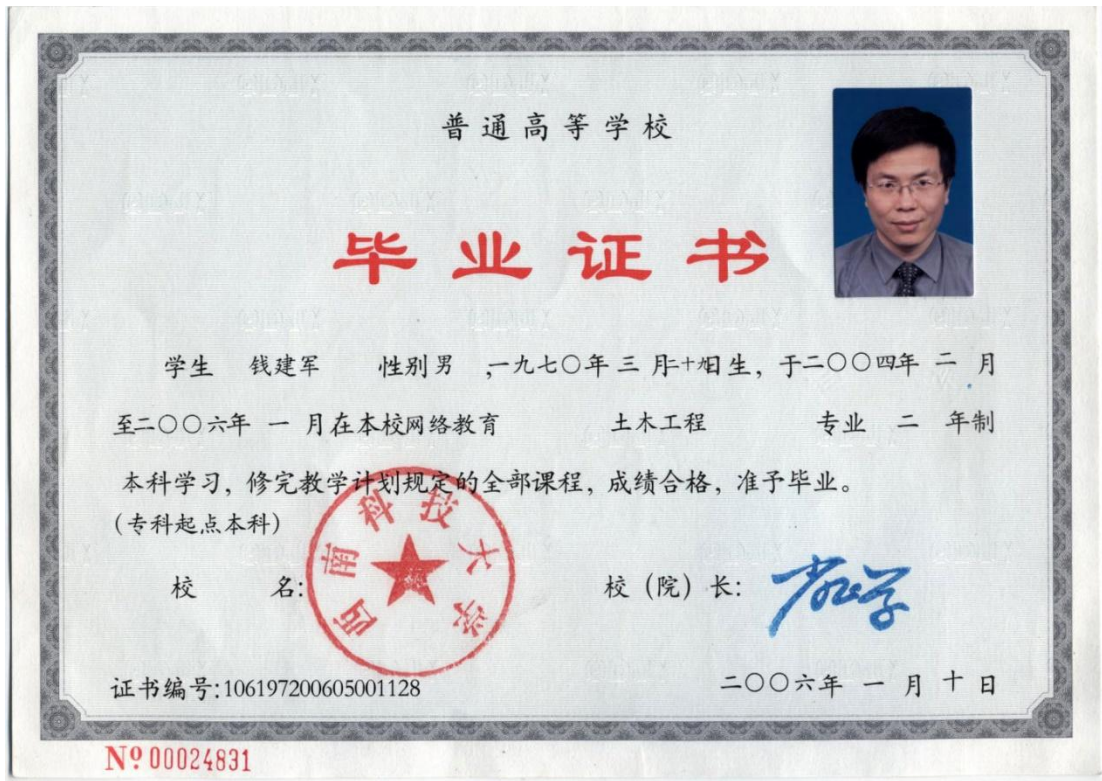 普通高等学校
毕业证书
学生 钱建军 性别男 ,一九七〇年 三 月 日生, 于二〇〇四年 二 月
至二〇〇六年 一 月在本校网络教育 土木工程 专业 二 年制
本科学习, 修完教学计划规定的全部课程, 成绩合格, 准予毕业。
(专科起点本科)
校 名: 校 (院) 长:
西南科技大学
证书编号:106197200605001128 二〇〇六年 一 月 十 日
Nº 00024831